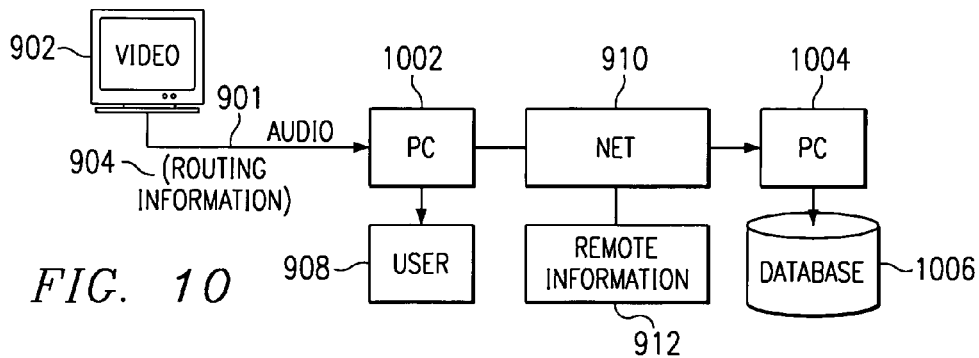 902
VIDEO
901
AUDIO
904
(ROUTING
INFORMATION)
1002
PC
910
NET
1004
PC
908
USER
REMOTE
INFORMATION
912
DATABASE
1006
FIG. 10